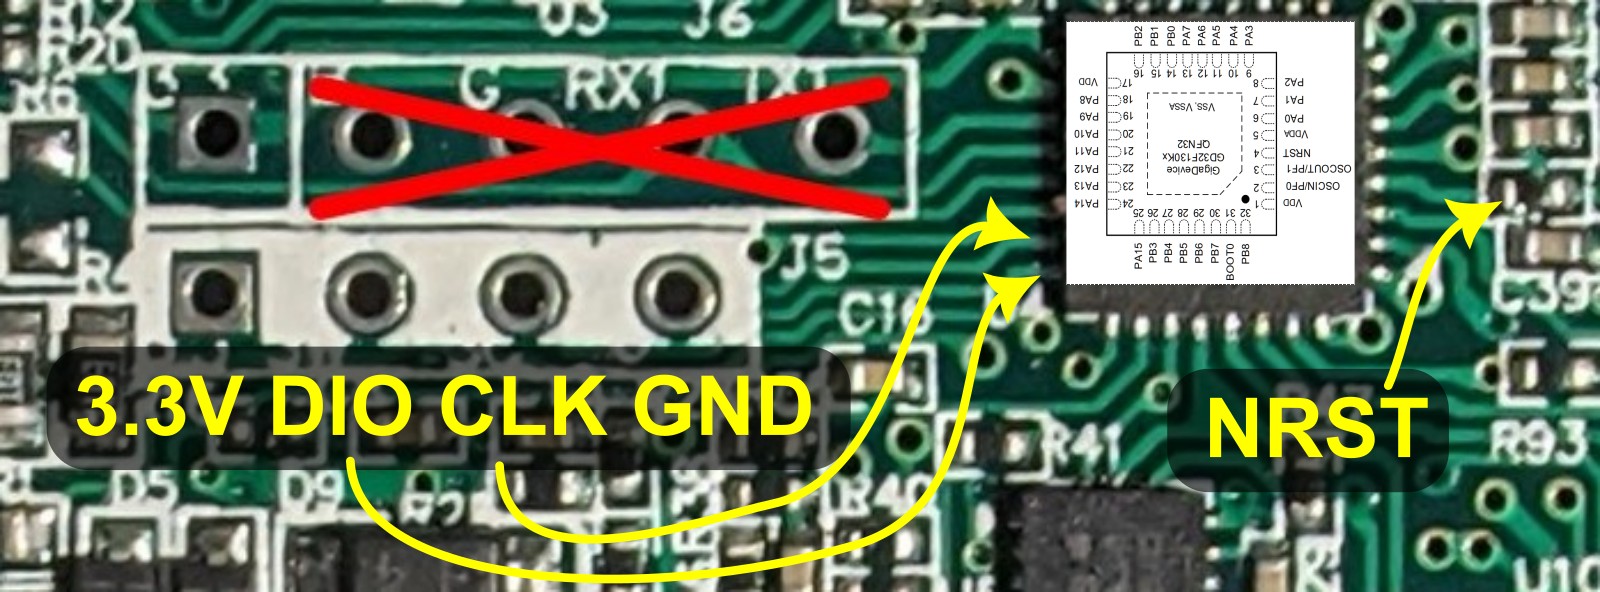 R12
U3
J6
R20
R6
G
RX1
TX1
J5
C16
3.3V DIO CLK GND
D5
D9
R40
R41
PB2
PB1
PB0
PA7
PA6
PA5
PA4
PA3
16
15
14
13
12
11
10
9
VDD
17
8
PA2
PA8
18
7
PA1
PA9
19
6
PA0
PA10
20
5
VDDA
PA11
21
4
NRST
PA12
22
3
OSCOUT/PF1
PA13
23
2
OSCIN/PF0
PA14
24
1
VDD
GigaDevice
GD32F130Kx
QFN32
VSS, VSSA
25
26
27
28
29
30
31
32
PA15
PB3
PB4
PB5
PB6
PB7
BOOT0
PB8
C39
NRST
R93
U10